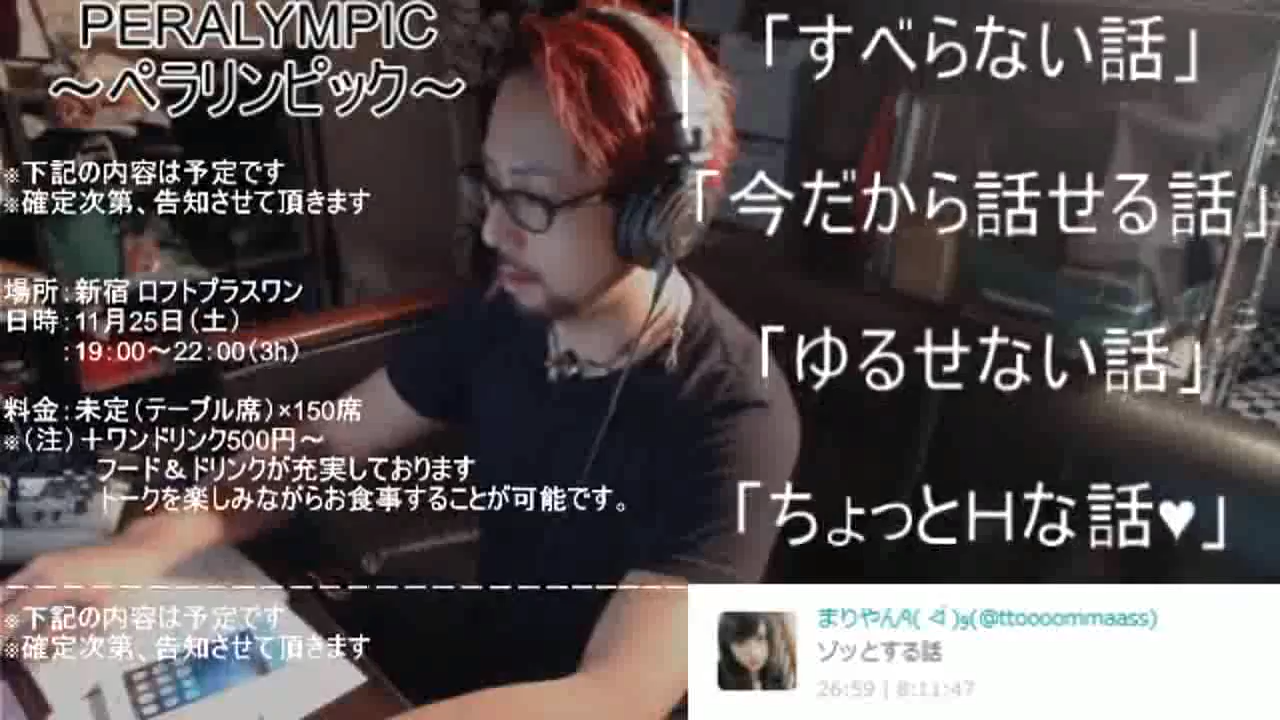 PERALYMPIC
～ペラリンピック～
※下記の内容は予定です
※確定次第、告知させて頂きます
場所：新宿 ロフトプラスワン
日時：11月25日（土）
：19：00～22：00（3h）
料金：未定（テーブル席）×150席
※（注）＋ワンドリンク500円～
フード＆ドリンクが充実しております
トークを楽しみながらお食事することが可能です。
※下記の内容は予定です
※確定次第、告知させて頂きます
「すべらない話」
「今だから話せる話」
「ゆるせない話」
「ちょっとHな話♥」
まりやん (@ttoooommaass)
ゾッとする話
26:59 | 8:11:47